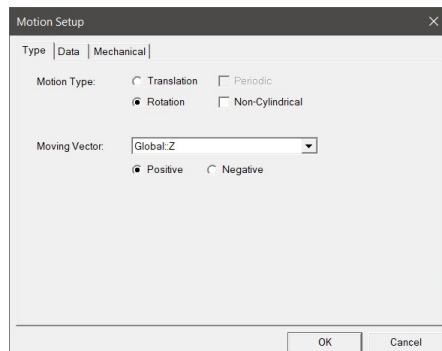 Motion Setup
Type Data Mechanical
Motion Type: Translation Periodic
Rotation Non-Cylindrical
Moving Vector: Global::Z
Positive Negative
OK Cancel